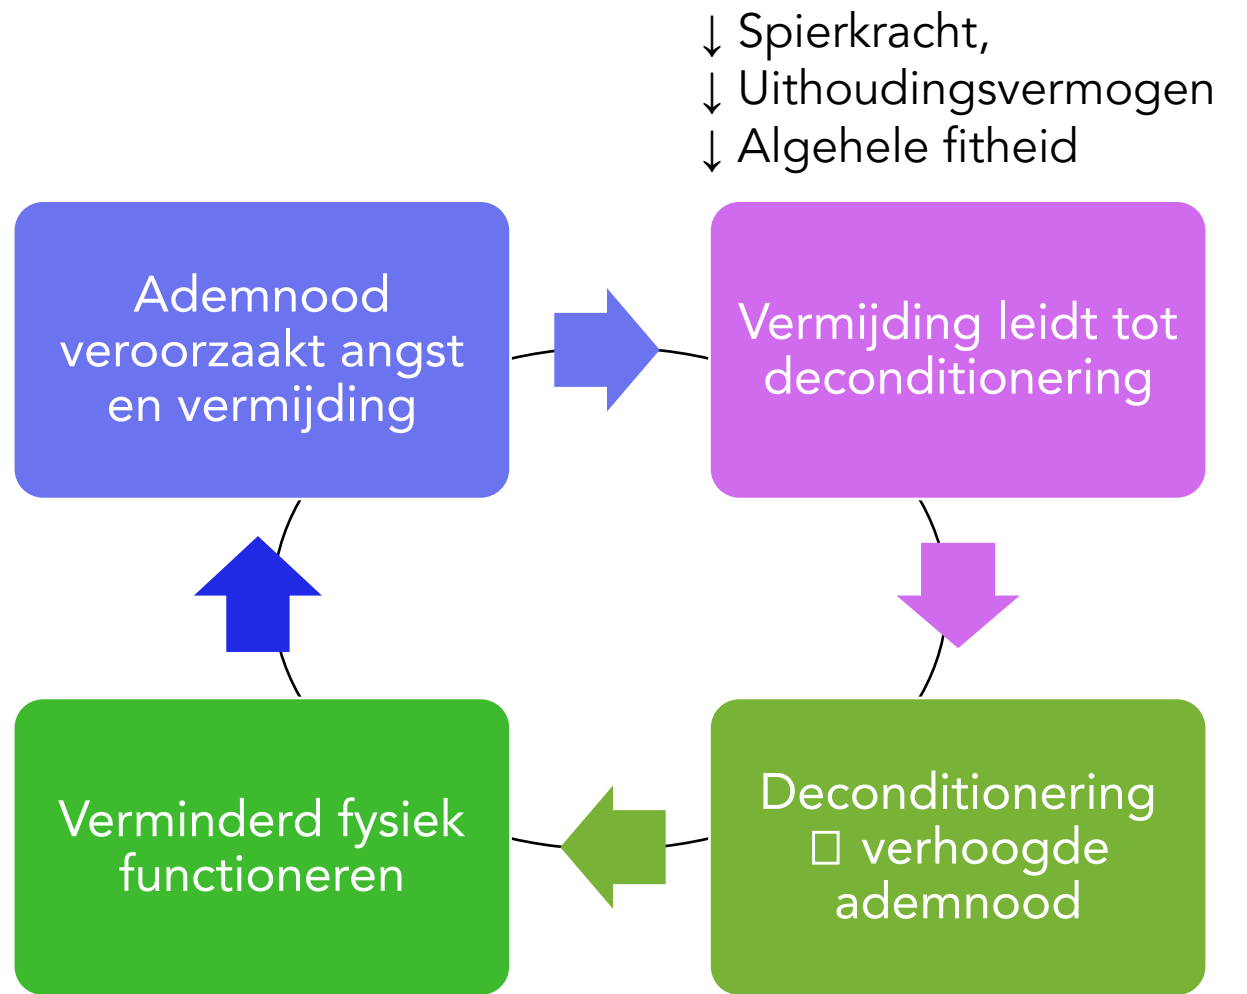 ↓ Spierkracht,
↓ Uithoudingsvermogen
↓ Algehele fitheid
Ademnood
veroorzaakt angst
en vermijding
Vermijding leidt tot
deconditionering
Deconditionering
□ verhoogde
ademnood
Verminderd fysiek
functioneren